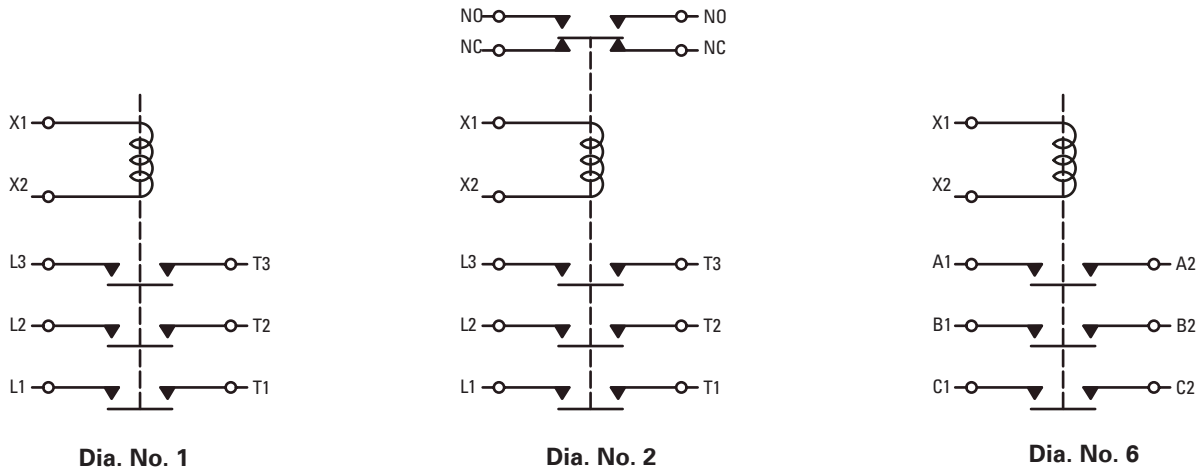 X1
X2
L3 T3
L2 T2
L1 T1
Dia. No. 1
NO NO
NC NC
X1
X2
L3 T3
L2 T2
L1 T1
Dia. No. 2
X1
X2
A1 A2
B1 B2
C1 C2
Dia. No. 6